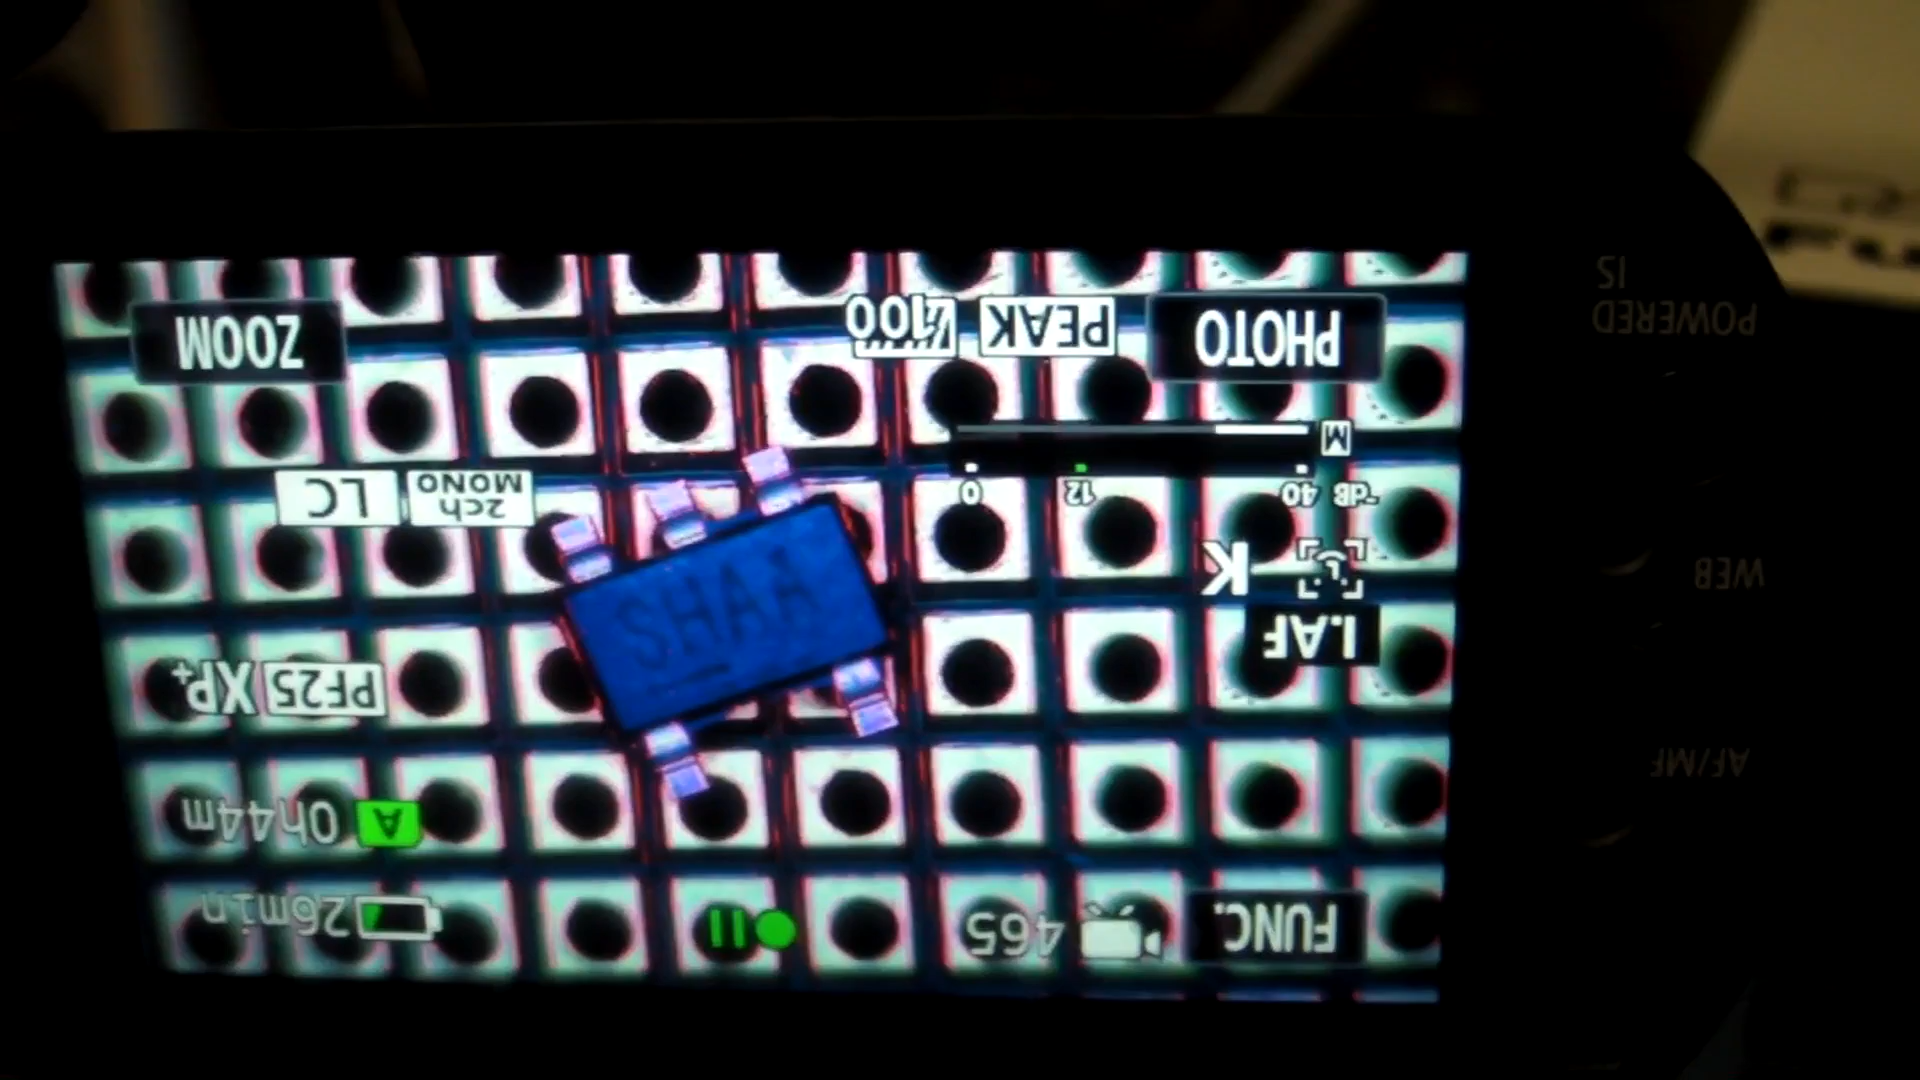 FUNC.
465
26min
A 0h44m
PF25 XP+
I.AF
K
-dB 40 12 0
M
2ch MONO
LC
PHOTO
PEAK
100
ZOOM
SHAA
POWERED IS
WEB
AF/MF